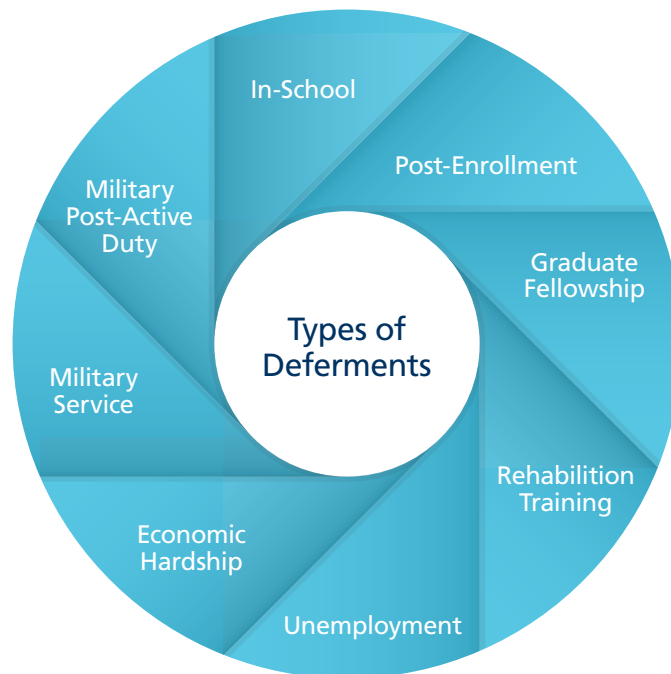 Types of
Deferments
In-School
Post-Enrollment
Graduate
Fellowship
Rehabilition
Training
Unemployment
Economic
Hardship
Military
Service
Military
Post-Active
Duty